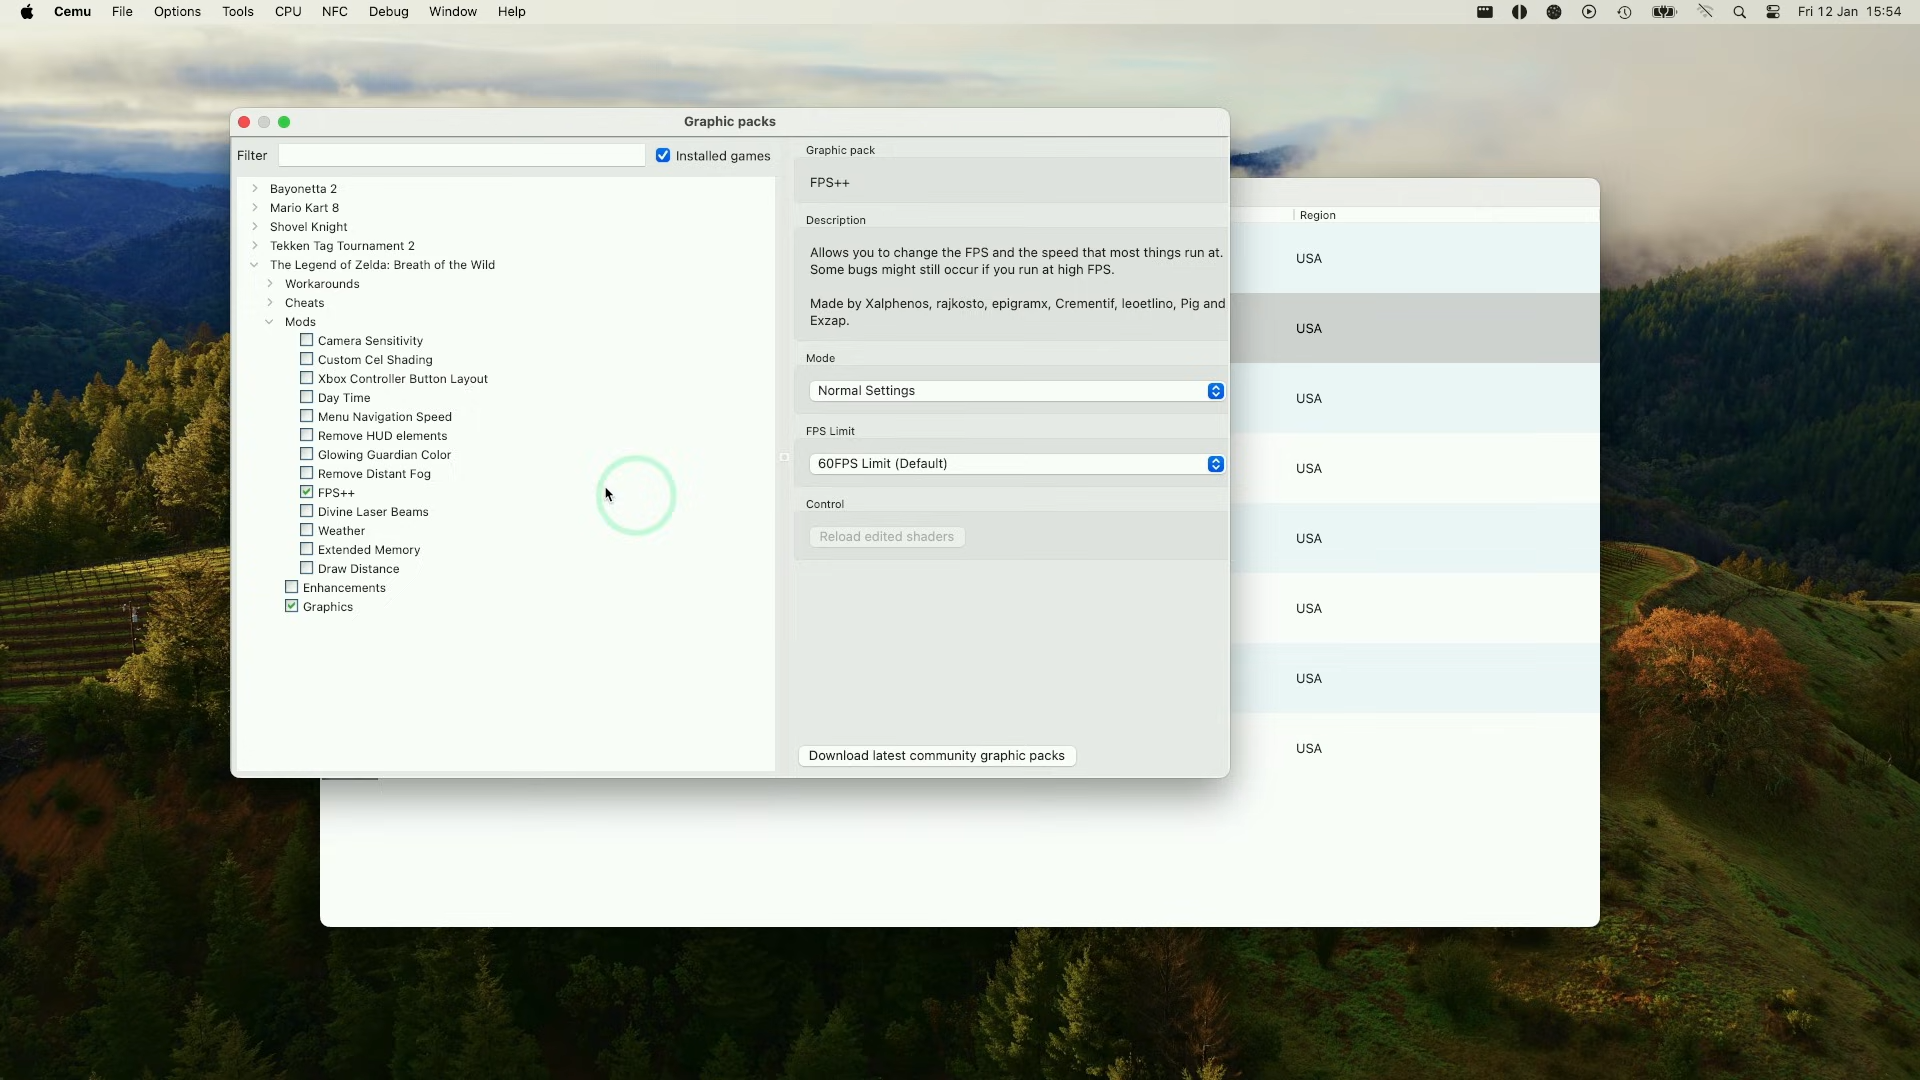 Cemu File Options Tools CPU NFC Debug Window Help Fri 12 Jan 15:54
Graphic packs
Filter Installed games
Bayonetta 2
Mario Kart 8
Shovel Knight
Tekken Tag Tournament 2
The Legend of Zelda: Breath of the Wild
Workarounds
Cheats
Mods
Camera Sensitivity
Custom Cel Shading
Xbox Controller Button Layout
Day Time
Menu Navigation Speed
Remove HUD elements
Glowing Guardian Color
Remove Distant Fog
FPS++
Divine Laser Beams
Weather
Extended Memory
Draw Distance
Enhancements
Graphics
Graphic pack
FPS++
Description
Allows you to change the FPS and the speed that most things run at.
Some bugs might still occur if you run at high FPS.
Made by Xalphenos, rajkosto, epigramx, Crementif, leoetlino, Pig and
Exzap.
Mode
Normal Settings
FPS Limit
60FPS Limit (Default)
Control
Reload edited shaders
Download latest community graphic packs
Region
USA
USA
USA
USA
USA
USA
USA
USA